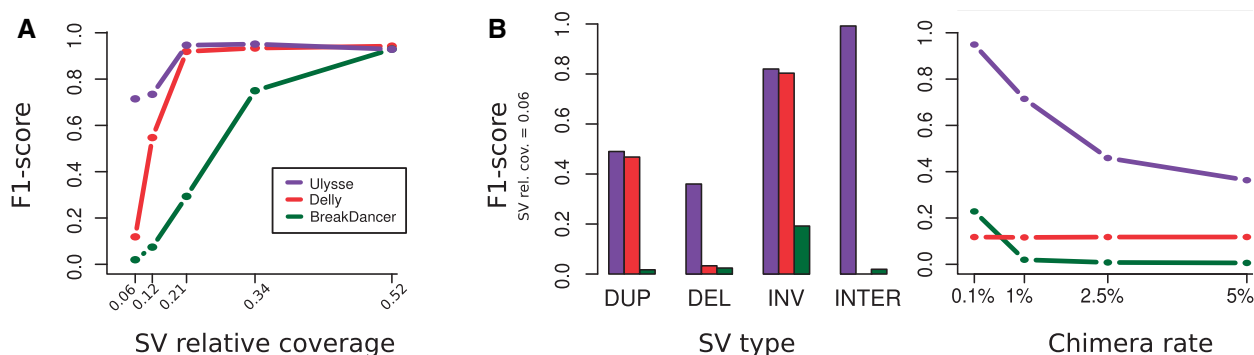 A
F1-score
0.0 0.2 0.4 0.6 0.8 1.0
Ulysse
Delly
BreakDancer
0.06 0.12 0.21 0.34 0.52
SV relative coverage
B
F1-score
SV rel. cov. = 0.06
0.0 0.2 0.4 0.6 0.8 1.0
DUP DEL INV INTER
SV type
0.0 0.2 0.4 0.6 0.8 1.0
0.1% 1% 2.5% 5%
Chimera rate